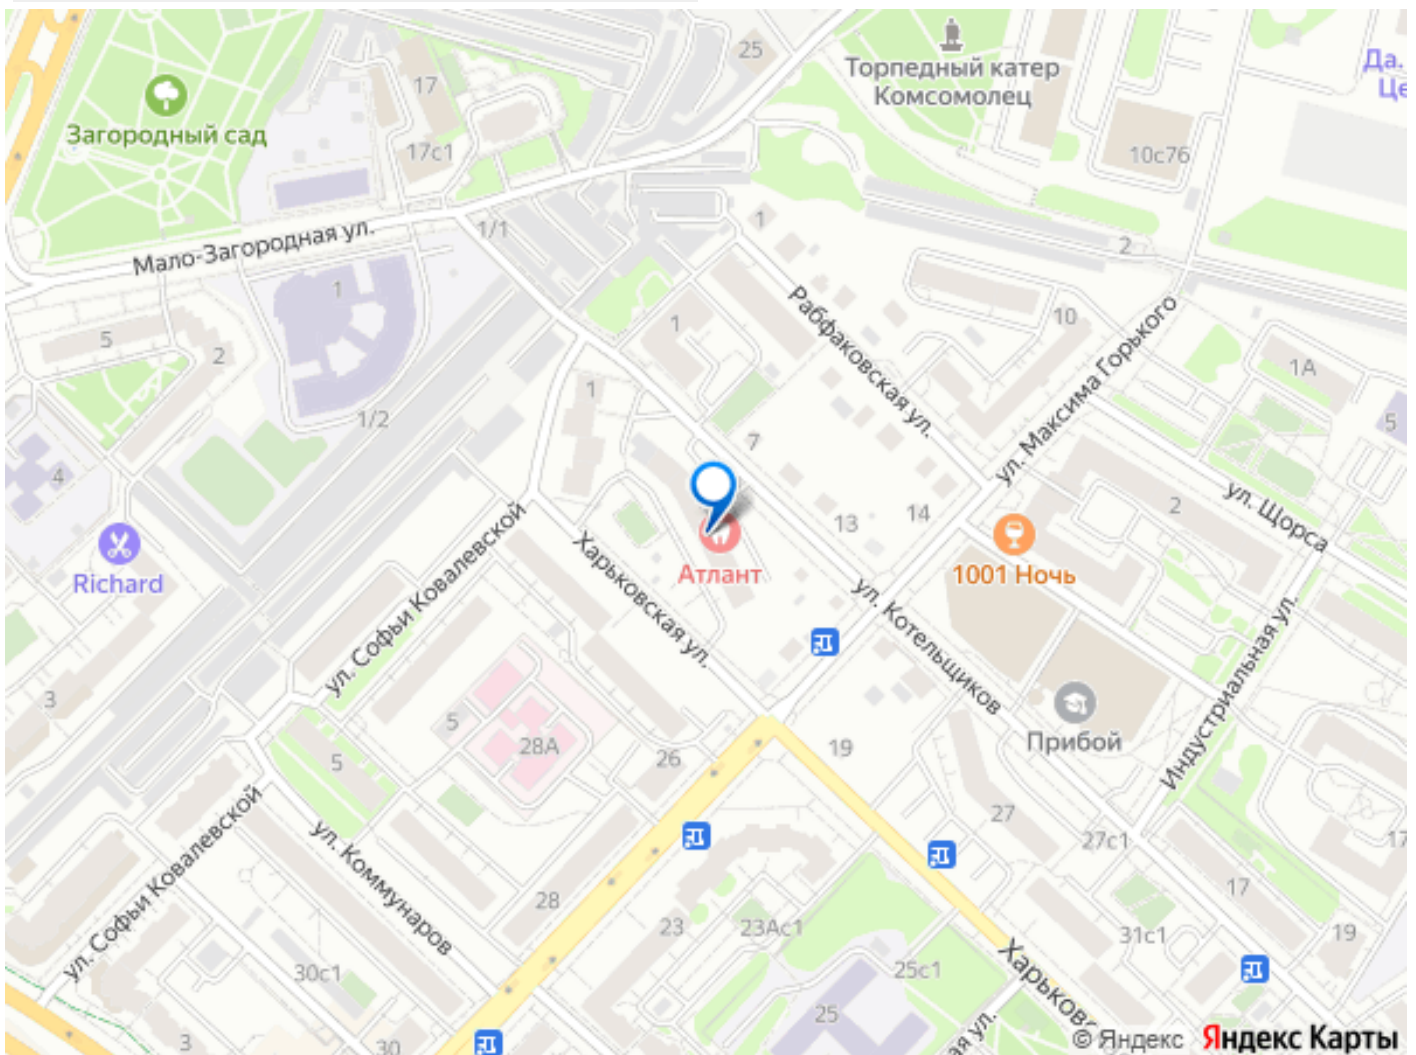 25
Торпедный катер
Комсомолец
Да.
Це
17
Загородный сад
17с1
10с76
1/1
1
2
Мало-Загородная ул.
1
Рабфаковская ул.
10
ул. Максима Горького
1
5
2
1А
1
1/2
5
7
4
2
ул. Щорса
14
13
Richard
Атлант
1001 Ночь
ул. Софьи Ковалевской
Харьковская ул.
ул. Котельщиков
Индустриальная ул.
3
5
28А
26
19
Прибой
5
27
27с1
17
ул. Софьи Ковалевской
ул. Коммунаров
28
23
23Ас1
17
31с1
19
30с1
25с1
Харьковс
25
3
30
ая ул.
© Яндекс Яндекс Карты